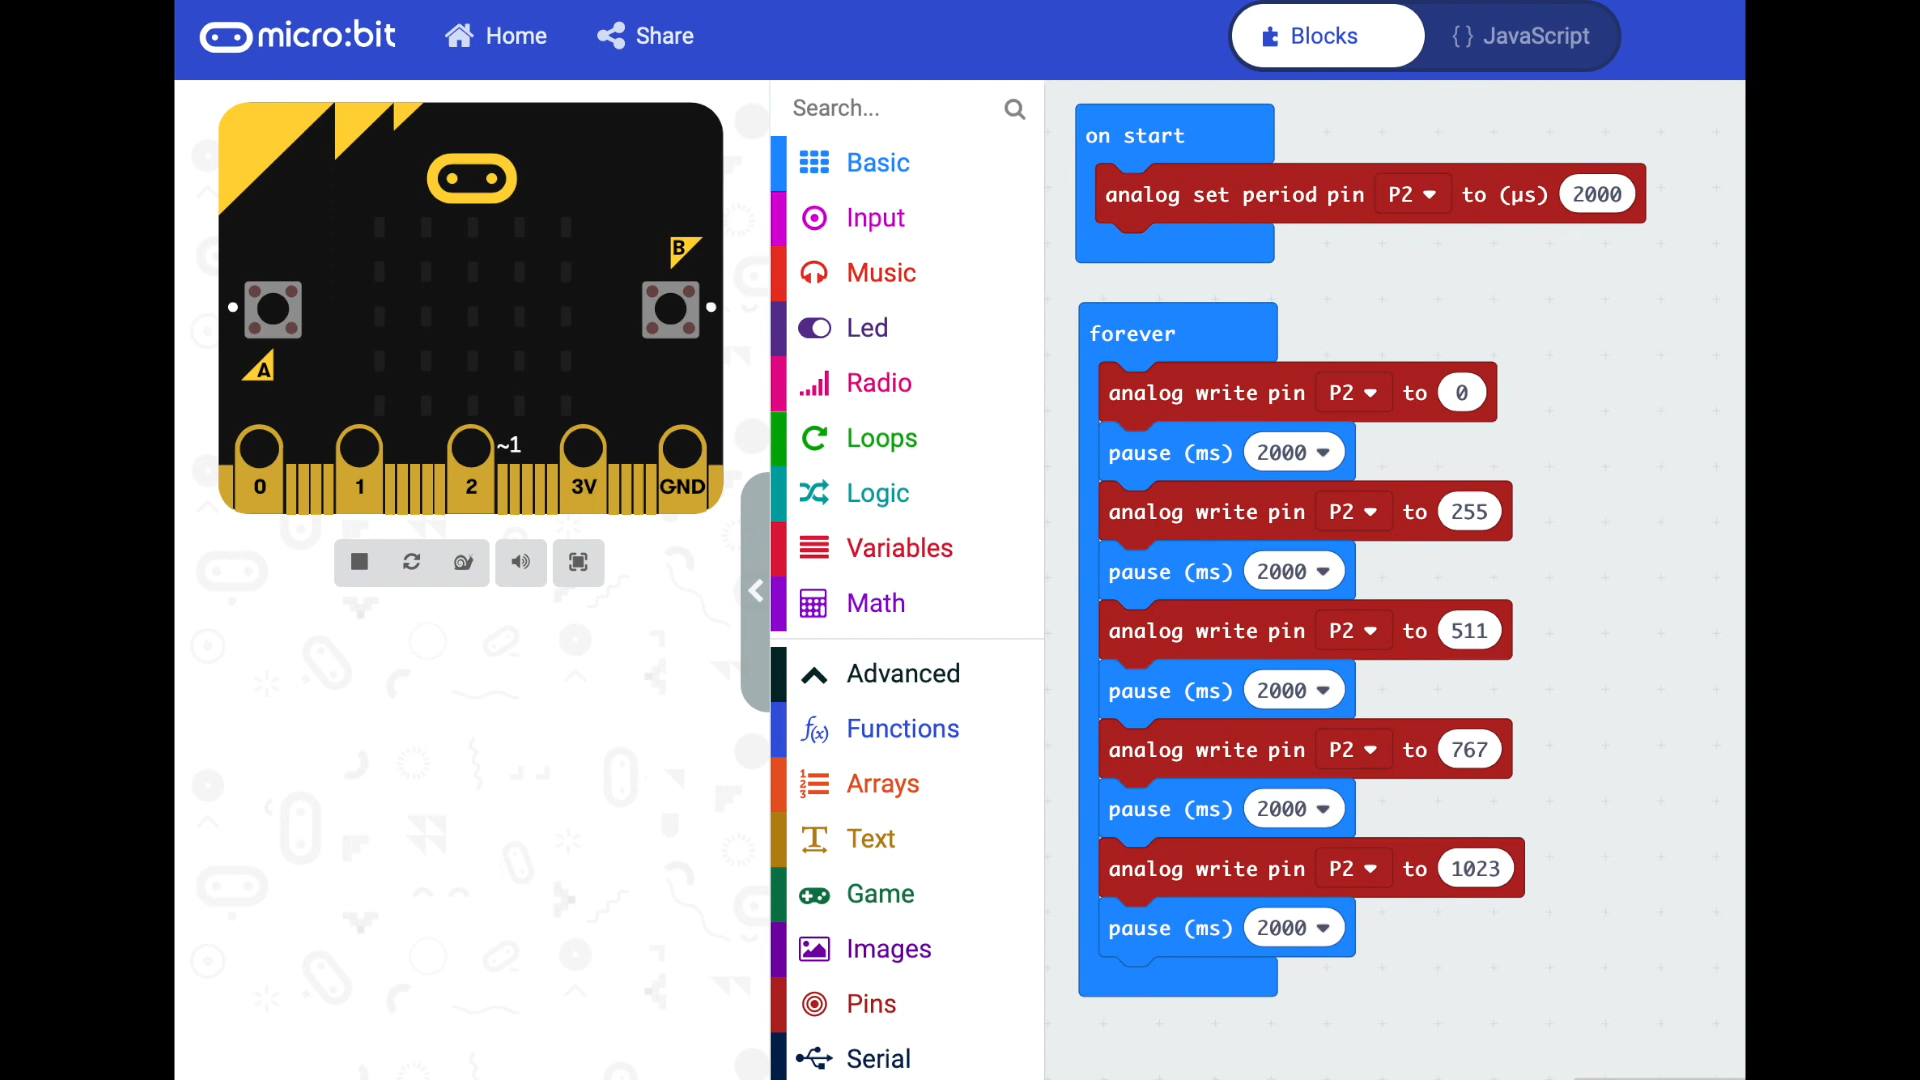 micro:bit Home Share Blocks { } JavaScript
Search...
Basic
Input
Music
Led
Radio
Loops
Logic
Variables
Math
Advanced
Functions
Arrays
Text
Game
Images
Pins
Serial
B
A
~1
0 1 2 3V GND
on start
analog set period pin P2 to (µs) 2000
forever
analog write pin P2 to 0
pause (ms) 2000
analog write pin P2 to 255
pause (ms) 2000
analog write pin P2 to 511
pause (ms) 2000
analog write pin P2 to 767
pause (ms) 2000
analog write pin P2 to 1023
pause (ms) 2000